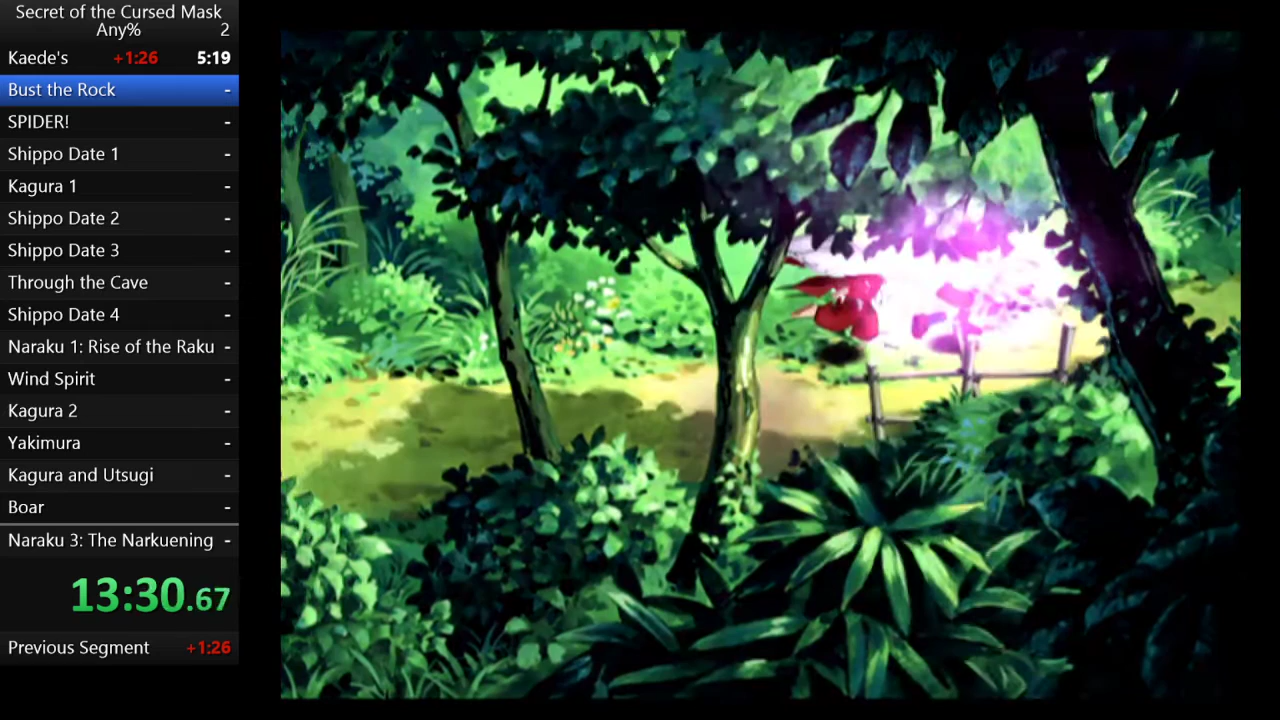 Secret of the Cursed Mask
Any% 2
Kaede's +1:26 5:19
Bust the Rock -
SPIDER! -
Shippo Date 1 -
Kagura 1 -
Shippo Date 2 -
Shippo Date 3 -
Through the Cave -
Shippo Date 4 -
Naraku 1: Rise of the Raku -
Wind Spirit -
Kagura 2 -
Yakimura -
Kagura and Utsugi -
Boar -
Naraku 3: The Narkuening -
13:30.67
Previous Segment +1:26